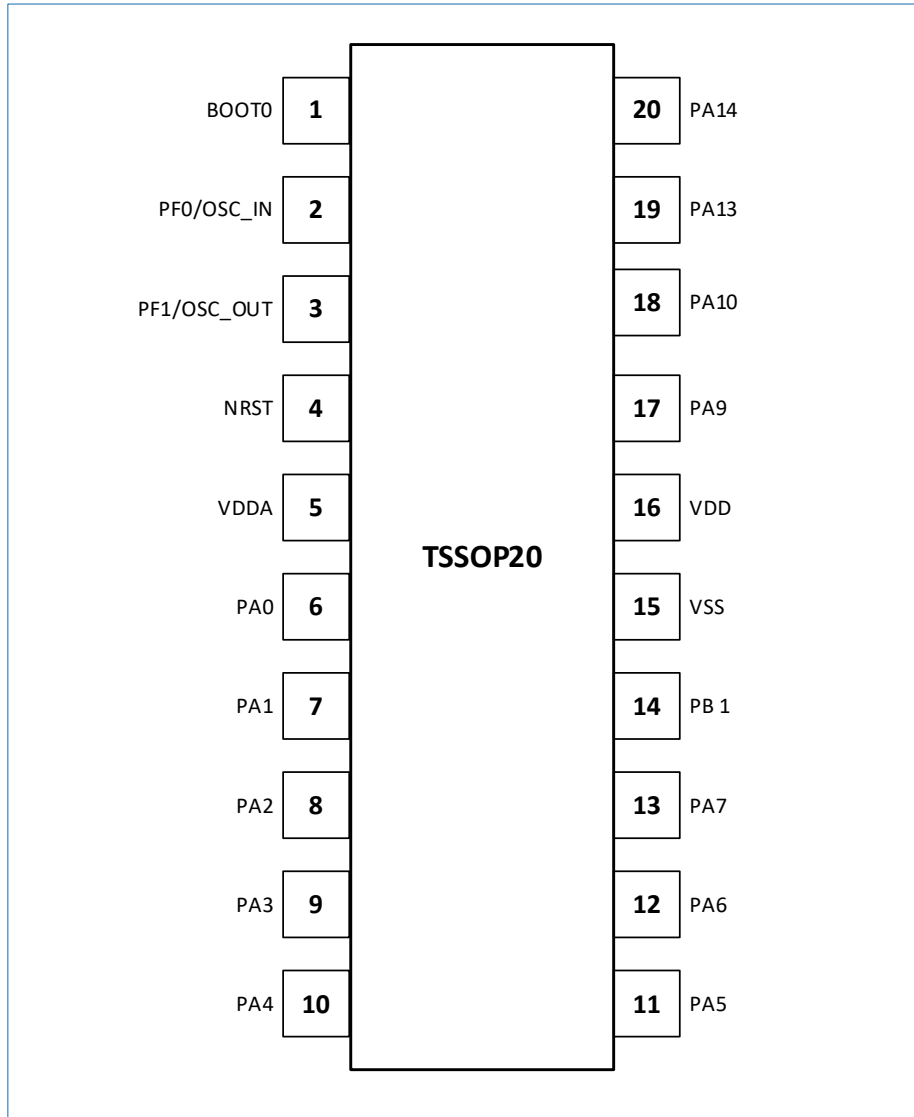 BOOT0 1 20 PA14
PF0/OSC_IN 2 19 PA13
PF1/OSC_OUT 3 18 PA10
NRST 4 17 PA9
VDDA 5 16 VDD
TSSOP20
PA0 6 15 VSS
PA1 7 14 PB 1
PA2 8 13 PA7
PA3 9 12 PA6
PA4 10 11 PA5